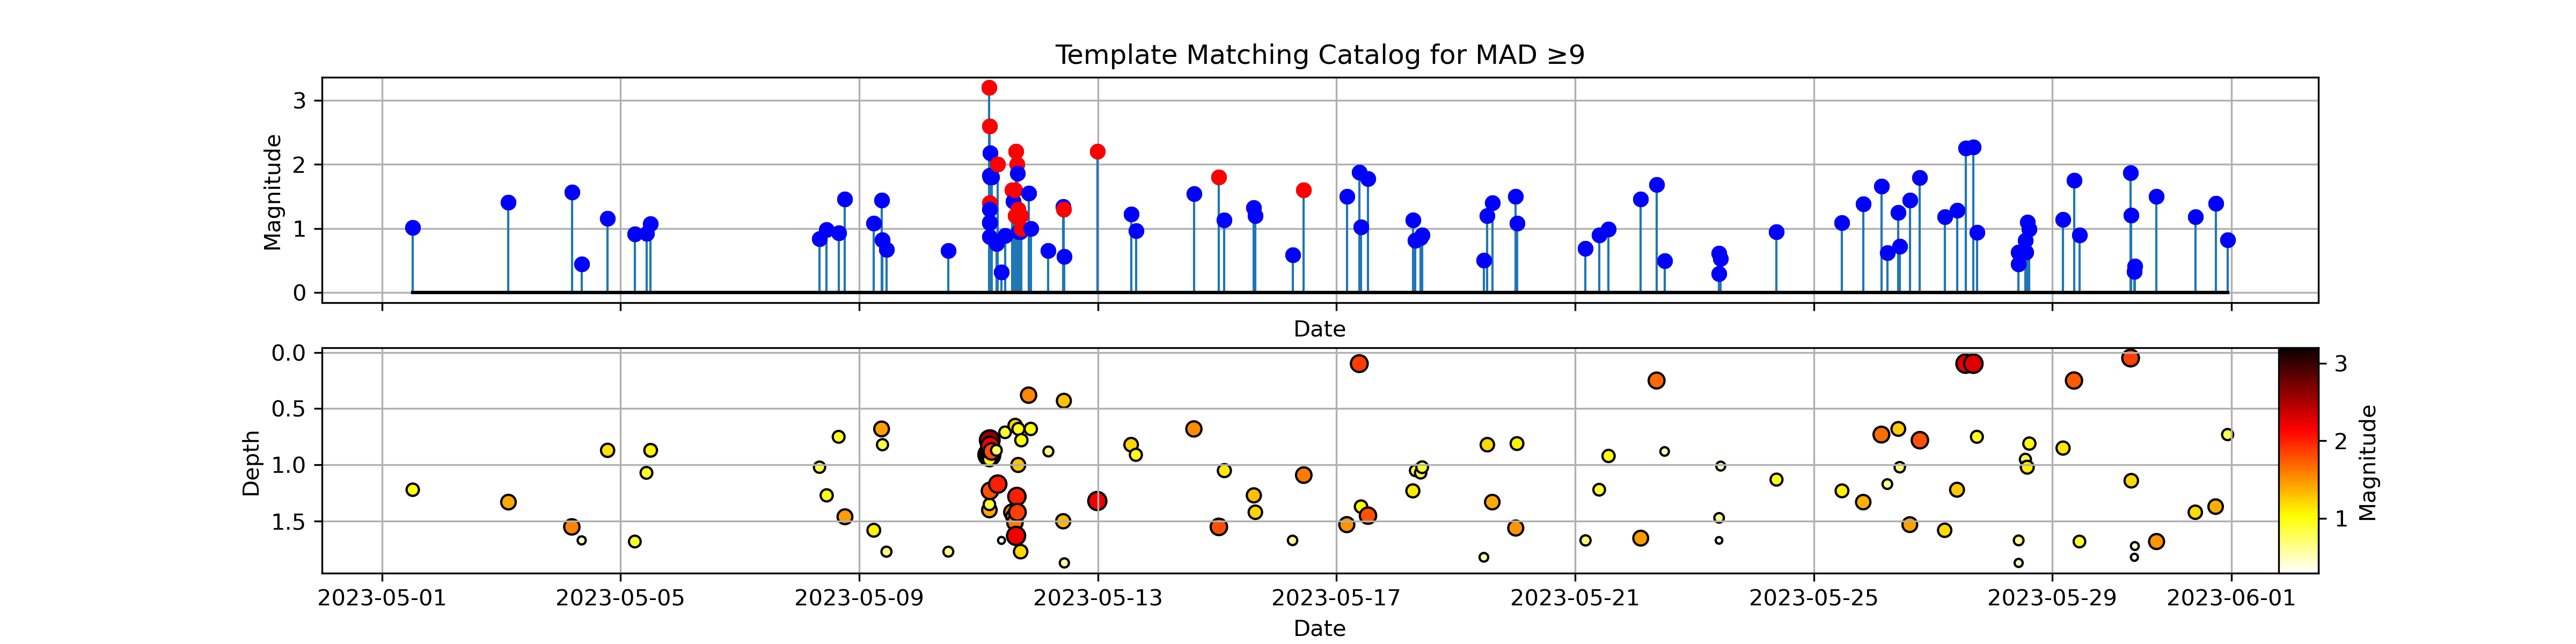 Template Matching Catalog for MAD ≥9
Magnitude
3
2
1
0
Date
Depth
0.0
0.5
1.0
1.5
3
2
1
Magnitude
2023-05-01 2023-05-05 2023-05-09 2023-05-13 2023-05-17 2023-05-21 2023-05-25 2023-05-29 2023-06-01
Date